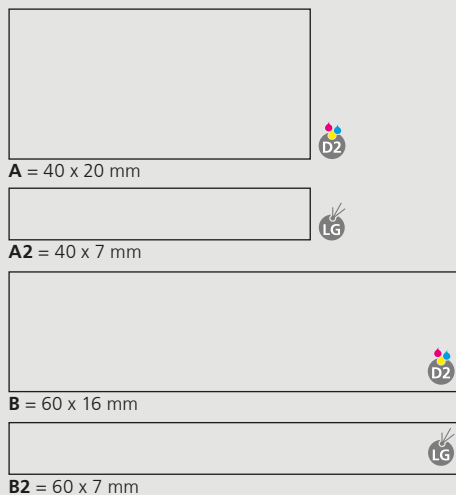 D2
A = 40 x 20 mm
LG
A2 = 40 x 7 mm
D2
B = 60 x 16 mm
LG
B2 = 60 x 7 mm